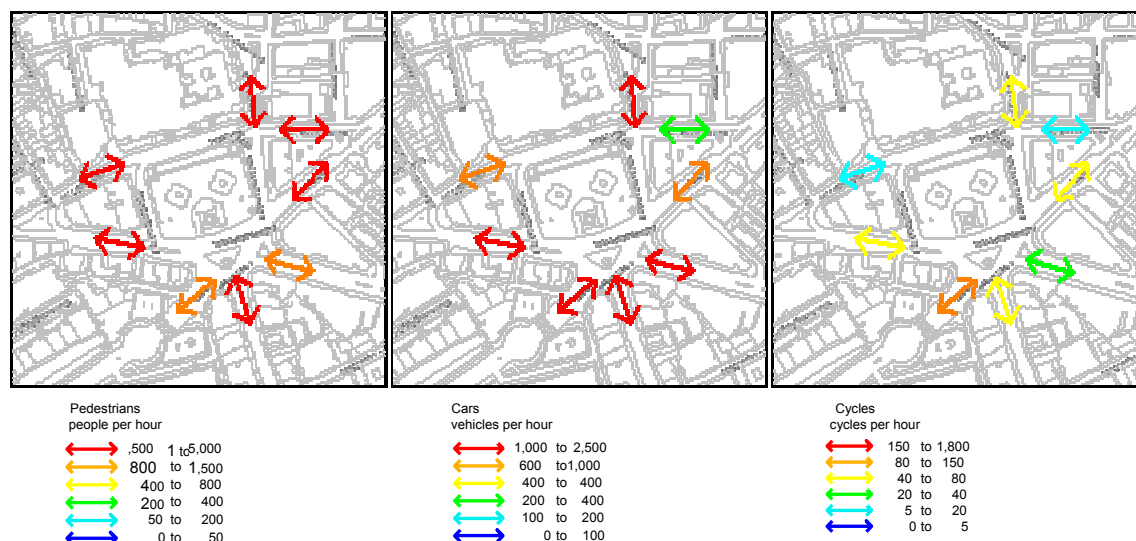 Pedestrians
people per hour
,500 1 to5,000
800 to 1,500
400 to 800
200 to 400
50 to 200
0 to 50
Cars
vehicles per hour
1,000 to 2,500
600 to1,000
400 to 400
200 to 400
100 to 200
0 to 100
Cycles
cycles per hour
150 to 1,800
80 to 150
40 to 80
20 to 40
5 to 20
0 to 5